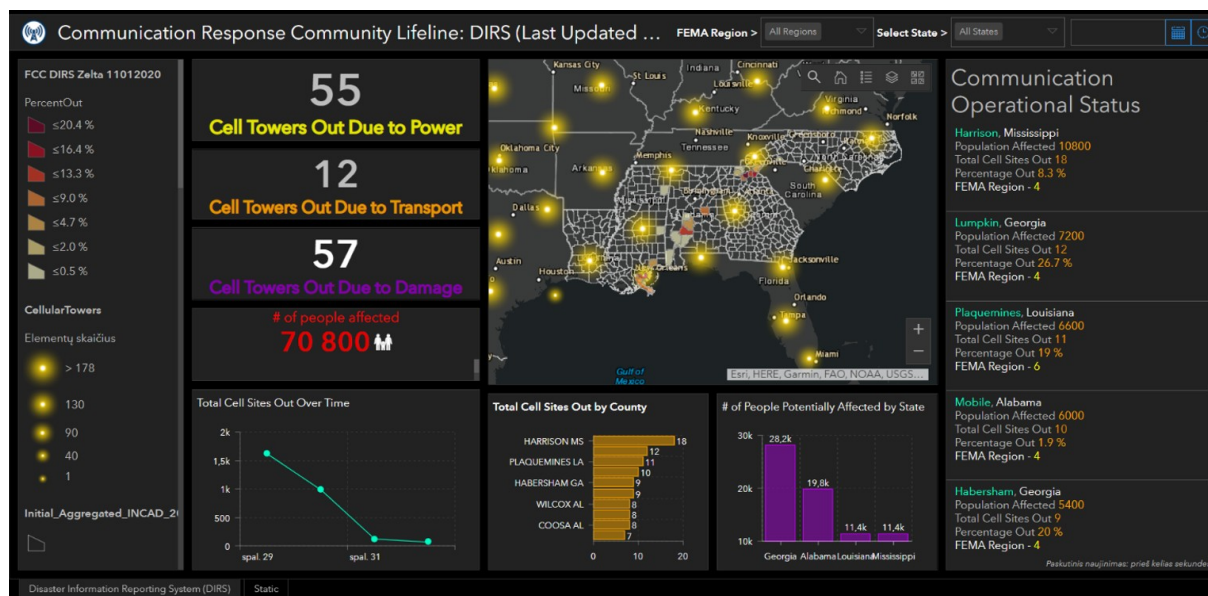 Communication Response Community Lifeline: DIRS (Last Updated ...
FEMA Region >
All Regions
Select State >
All States
FCC DIRS Zelta 11012020
PercentOut
≤20.4 %
≤16.4 %
≤13.3 %
≤9.0 %
≤4.7 %
≤2.0 %
≤0.5 %
CellularTowers
Elementų skaičius
> 178
130
90
40
1
Initial_Aggregated_INCAD_20
55
Cell Towers Out Due to Power
12
Cell Towers Out Due to Transport
57
Cell Towers Out Due to Damage
# of people affected
70 800
Kansas City
St Louis
Indiana
Cincinnati
Louisville
Missouri
Kentucky
Virginia
Richmond
Norfolk
Nashville
Knoxville
Tennessee
Oklahoma City
Oklahoma
Arkansas
Memphis
Charlotte
South
Carolina
Birmingham
Alabama
Dallas
Austin
Houston
New Orleans
Jacksonville
Florida
Orlando
Tampa
Miami
Gulf of
Mexico
+
−
Esri, HERE, Garmin, FAO, NOAA, USGS...
Total Cell Sites Out Over Time
2k
1,5k
1k
500
0
spal. 29
spal. 31
Total Cell Sites Out by County
HARRISON MS
PLAQUEMINES LA
HABERSHAM GA
WILCOX AL
COOSA AL
18
12
11
10
9
9
8
8
8
7
0
10
20
# of People Potentially Affected by State
30k
20k
10k
28,2k
19,8k
11,4k
11,4k
Georgia
Alabama
Louisiana
Mississippi
Communication
Operational Status
Harrison, Mississippi
Population Affected 10800
Total Cell Sites Out 18
Percentage Out 8.3 %
FEMA Region - 4
Lumpkin, Georgia
Population Affected 7200
Total Cell Sites Out 12
Percentage Out 26.7 %
FEMA Region - 4
Plaquemines, Louisiana
Population Affected 6600
Total Cell Sites Out 11
Percentage Out 19 %
FEMA Region - 6
Mobile, Alabama
Population Affected 6000
Total Cell Sites Out 10
Percentage Out 1.9 %
FEMA Region - 4
Habersham, Georgia
Population Affected 5400
Total Cell Sites Out 9
Percentage Out 20 %
FEMA Region - 4
Paskutinis naujinimas: prieš kelias sekundes
Disaster Information Reporting System (DIRS)
Static